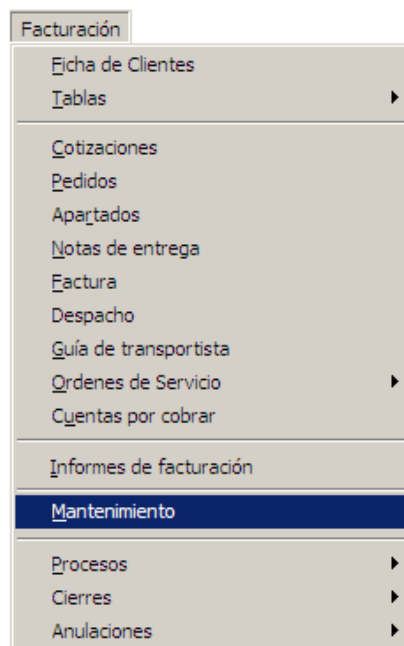 Facturación
Ficha de Clientes
Tablas
Cotizaciones
Pedidos
Apartados
Notas de entrega
Factura
Despacho
Guía de transportista
Ordenes de Servicio
Cuentas por cobrar
Informes de facturación
Mantenimiento
Procesos
Cierres
Anulaciones